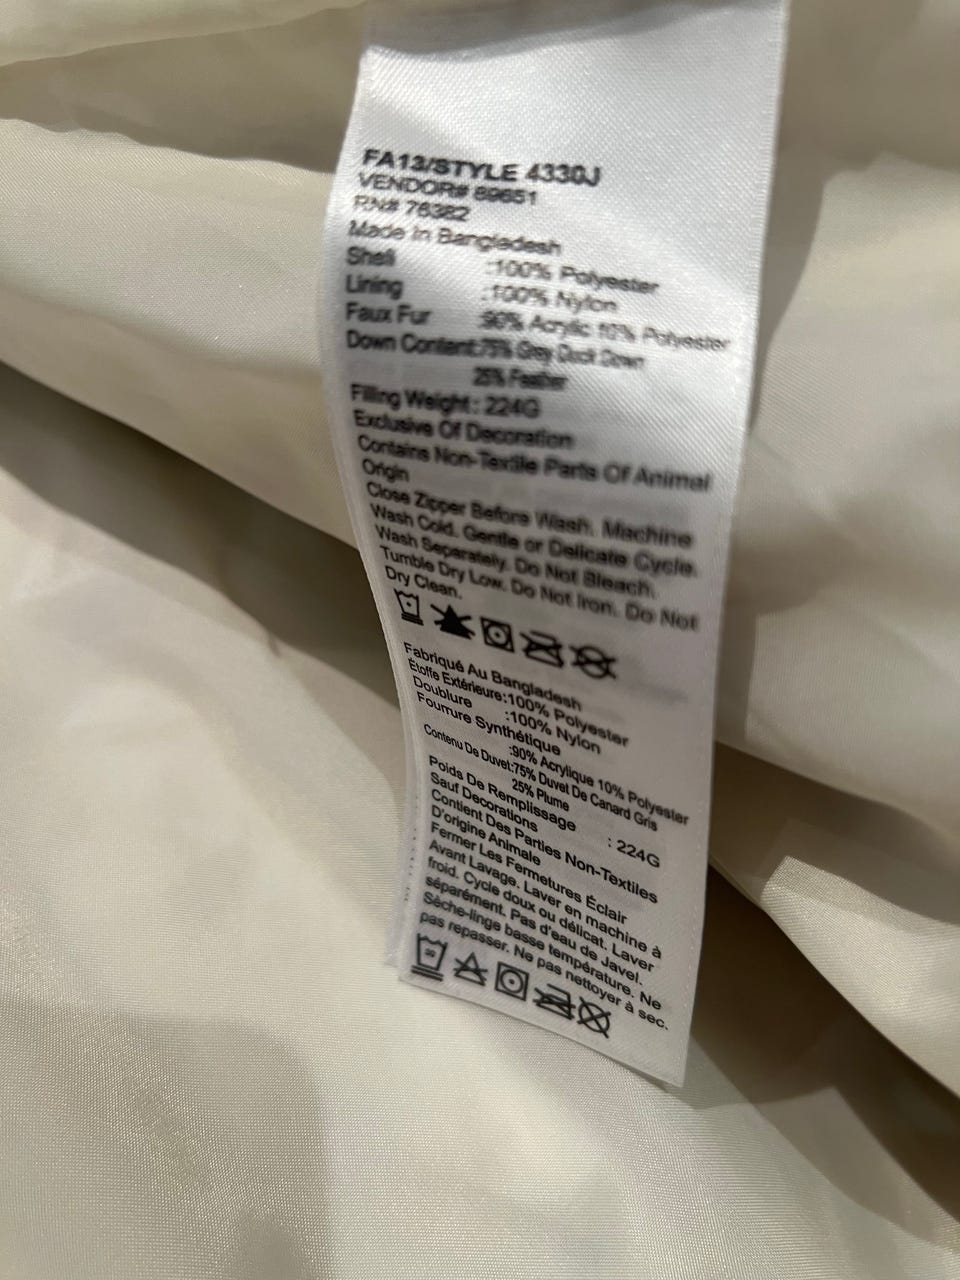 FA13/STYLE 4330J
VENDOR# 89651
RN# 76382
Made In Bangladesh
Shell :100% Polyester
Lining :100% Nylon
Faux Fur :90% Acrylic 10% Polyester
Down Content:75% Grey Duck Down
25% Feather
Filling Weight : 224G
Exclusive Of Decoration
Contains Non-Textile Parts Of Animal
Origin
Close Zipper Before Wash. Machine
Wash Cold. Gentle or Delicate Cycle.
Wash Separately. Do Not Bleach.
Tumble Dry Low. Do Not Iron. Do Not
Dry Clean.
Fabriqué Au Bangladesh
Étoffe Extérieure:100% Polyester
Doublure :100% Nylon
Fourrure Synthétique
:90% Acrylique 10% Polyester
Contenu De Duvet:75% Duvet De Canard Gris
25% Plume
Poids De Remplissage : 224G
Sauf Decorations
Contient Des Parties Non-Textiles
D'origine Animale
Fermer Les Fermetures Éclair
Avant Lavage. Laver en machine à
froid. Cycle doux ou délicat. Laver
séparément. Pas d'eau de Javel.
Sèche-linge basse température. Ne
pas repasser. Ne pas nettoyer à sec.